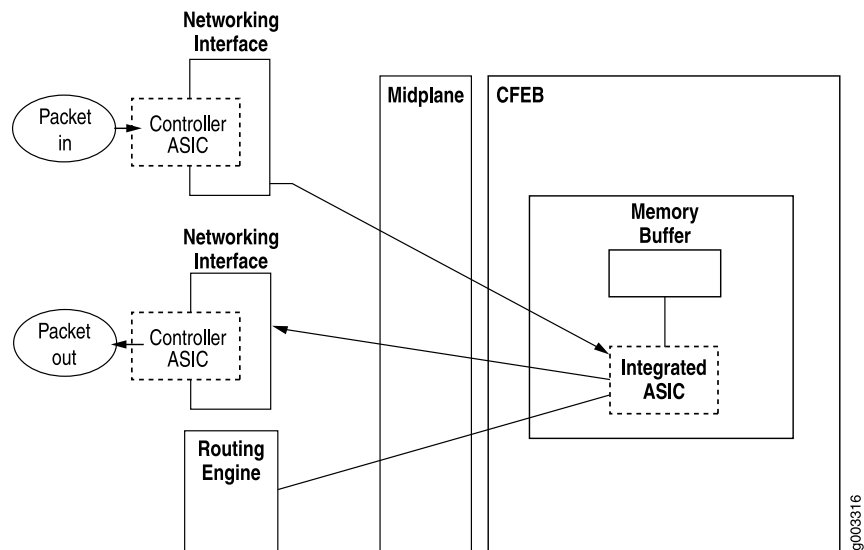 Networking
Interface
Packet
in
Controller
ASIC
Midplane
CFEB
Memory
Buffer
Networking
Interface
Packet
out
Controller
ASIC
Integrated
ASIC
Routing
Engine
g003316